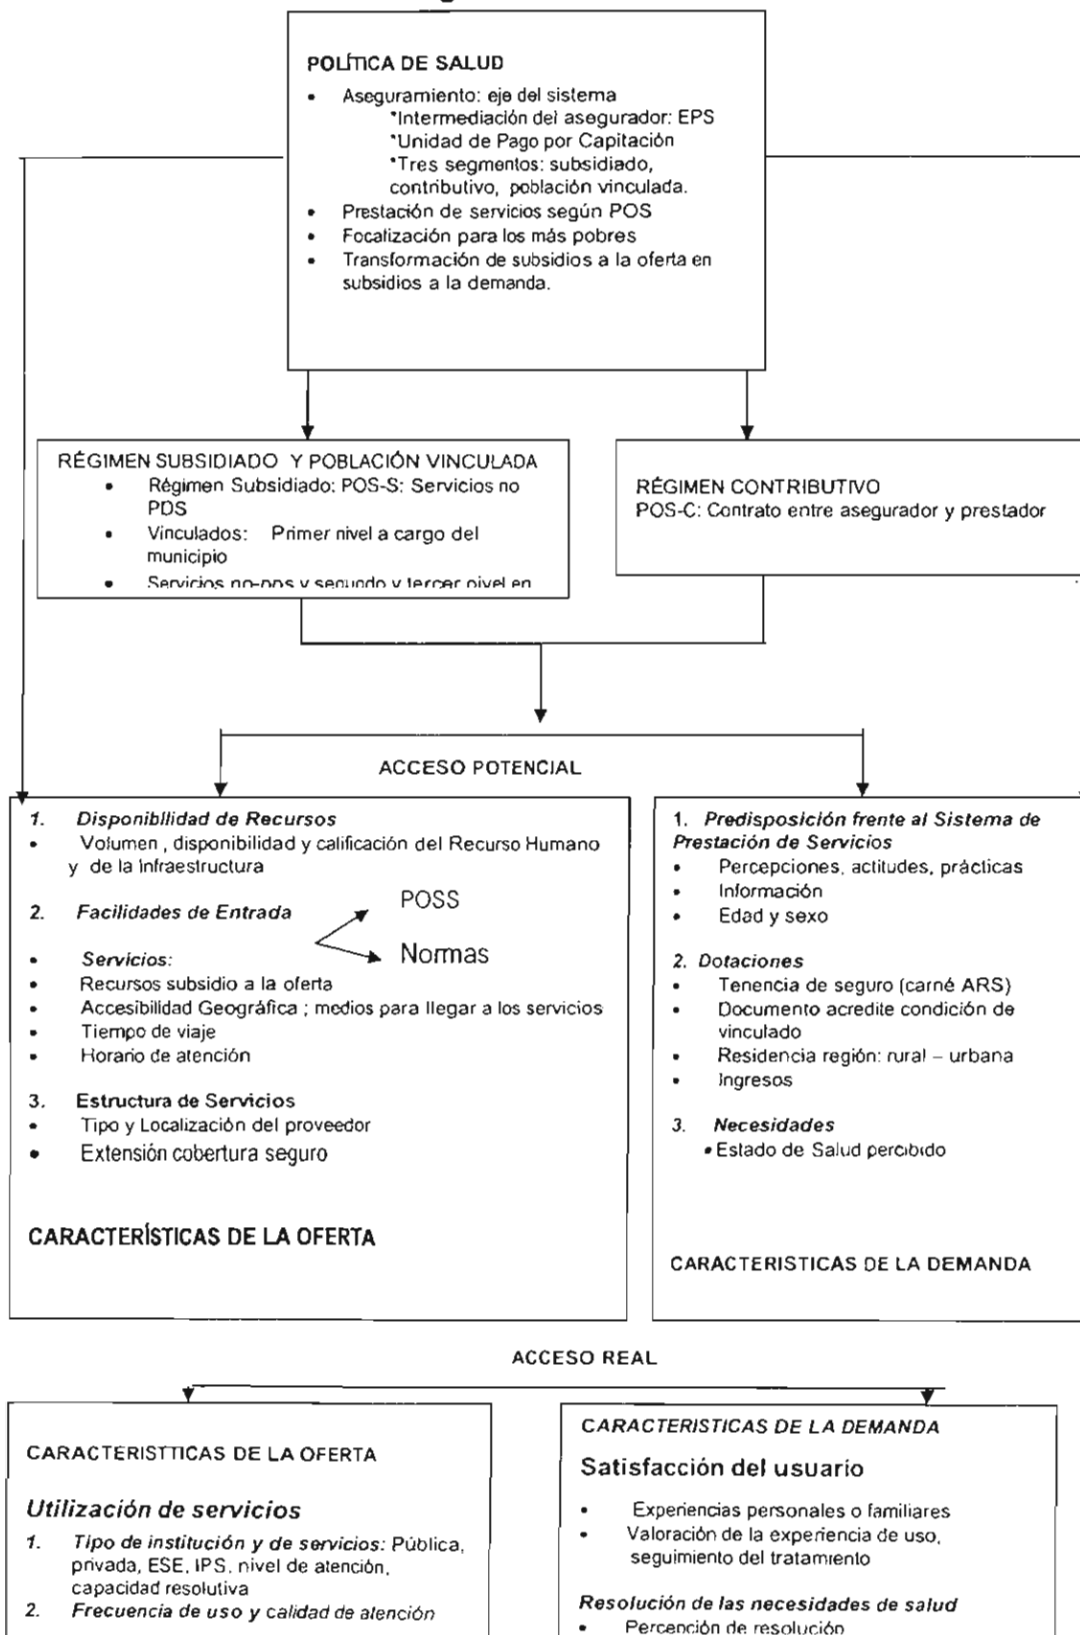 POLÍTICA DE SALUD
• Aseguramiento: eje del sistema
*Intermediación del asegurador: EPS
*Unidad de Pago por Capitación
*Tres segmentos: subsidiado,
contributivo, población vinculada.
• Prestación de servicios según POS
• Focalización para los más pobres
• Transformación de subsidios a la oferta en
subsidios a la demanda.
RÉGIMEN SUBSIDIADO Y POBLACIÓN VINCULADA
• Régimen Subsidiado: POS-S: Servicios no
POS
• Vinculados: Primer nivel a cargo del
municipio
• Servicios no-pos y segundo y tercer nivel en
RÉGIMEN CONTRIBUTIVO
POS-C: Contrato entre asegurador y prestador
ACCESO POTENCIAL
1. Disponibilidad de Recursos
• Volumen , disponibilidad y calificación del Recurso Humano
y de la Infraestructura
2. Facilidades de Entrada
POSS
Normas
• Servicios:
• Recursos subsidio a la oferta
• Accesibilidad Geográfica ; medios para llegar a los servicios
• Tiempo de viaje
• Horario de atención
3. Estructura de Servicios
• Tipo y Localización del proveedor
• Extensión cobertura seguro
CARACTERÍSTICAS DE LA OFERTA
1. Predisposición frente al Sistema de
Prestación de Servicios
• Percepciones, actitudes, prácticas
• Información
• Edad y sexo
2. Dotaciones
• Tenencia de seguro (carné ARS)
• Documento acredite condición de
vinculado
• Residencia región: rural – urbana
• Ingresos
3. Necesidades
• Estado de Salud percibido
CARACTERISTICAS DE LA DEMANDA
ACCESO REAL
CARACTERISTTICAS DE LA OFERTA
Utilización de servicios
1. Tipo de institución y de servicios: Pública,
privada, ESE, IPS, nivel de atención,
capacidad resolutiva
2. Frecuencia de uso y calidad de atención
CARACTERISTICAS DE LA DEMANDA
Satisfacción del usuario
• Experiencias personales o familiares
• Valoración de la experiencia de uso,
seguimiento del tratamiento
Resolución de las necesidades de salud
• Percepción de resolución